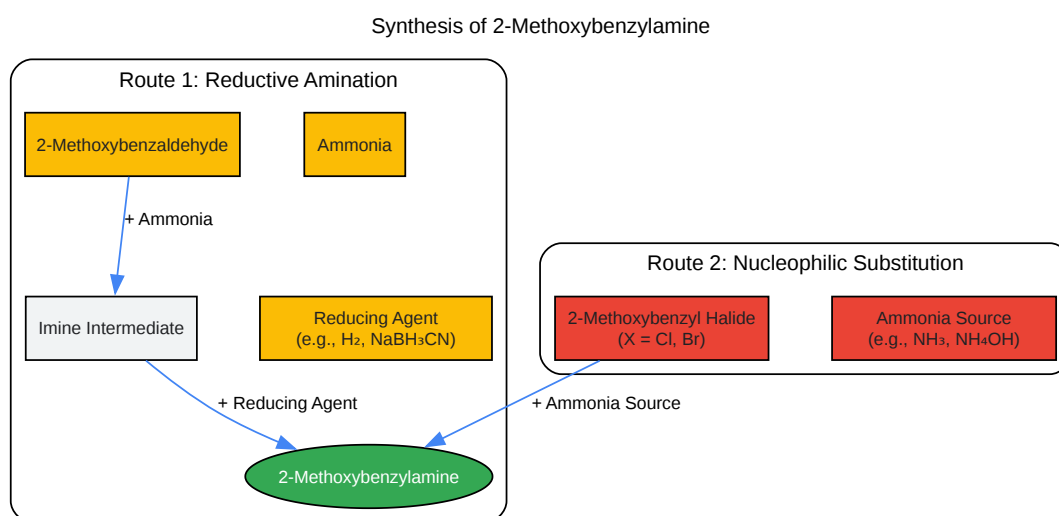 Synthesis of 2-Methoxybenzylamine
Route 1: Reductive Amination
2-Methoxybenzaldehyde
Ammonia
+ Ammonia
Route 2: Nucleophilic Substitution
Imine Intermediate
Reducing Agent
(e.g., H₂, NaBH₃CN)
2-Methoxybenzyl Halide
(X = Cl, Br)
Ammonia Source
(e.g., NH₃, NH₄OH)
+ Reducing Agent
+ Ammonia Source
2-Methoxybenzylamine